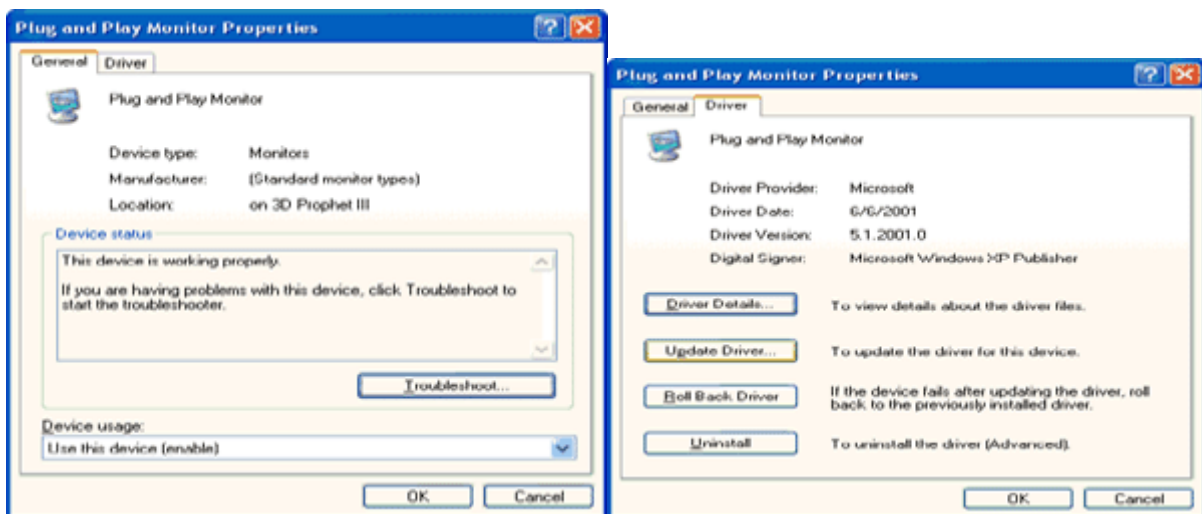 Plug and Play Monitor Properties
General
Driver
Plug and Play Monitor
Device type:
Monitors
Manufacturer:
(Standard monitor types)
Location:
on 3D Prophet III
Device status
This device is working properly.
If you are having problems with this device, click Troubleshoot to
start the troubleshooter.
Troubleshoot...
Device usage:
Use this device (enable)
OK
Cancel
Plug and Play Monitor Properties
General
Driver
Plug and Play Monitor
Driver Provider:
Microsoft
Driver Date:
6/6/2001
Driver Version:
5.1.2001.0
Digital Signer:
Microsoft Windows XP Publisher
Driver Details...
To view details about the driver files.
Update Driver...
To update the driver for this device.
Roll Back Driver
If the device fails after updating the driver, roll
back to the previously installed driver.
Uninstall
To uninstall the driver (Advanced).
OK
Cancel